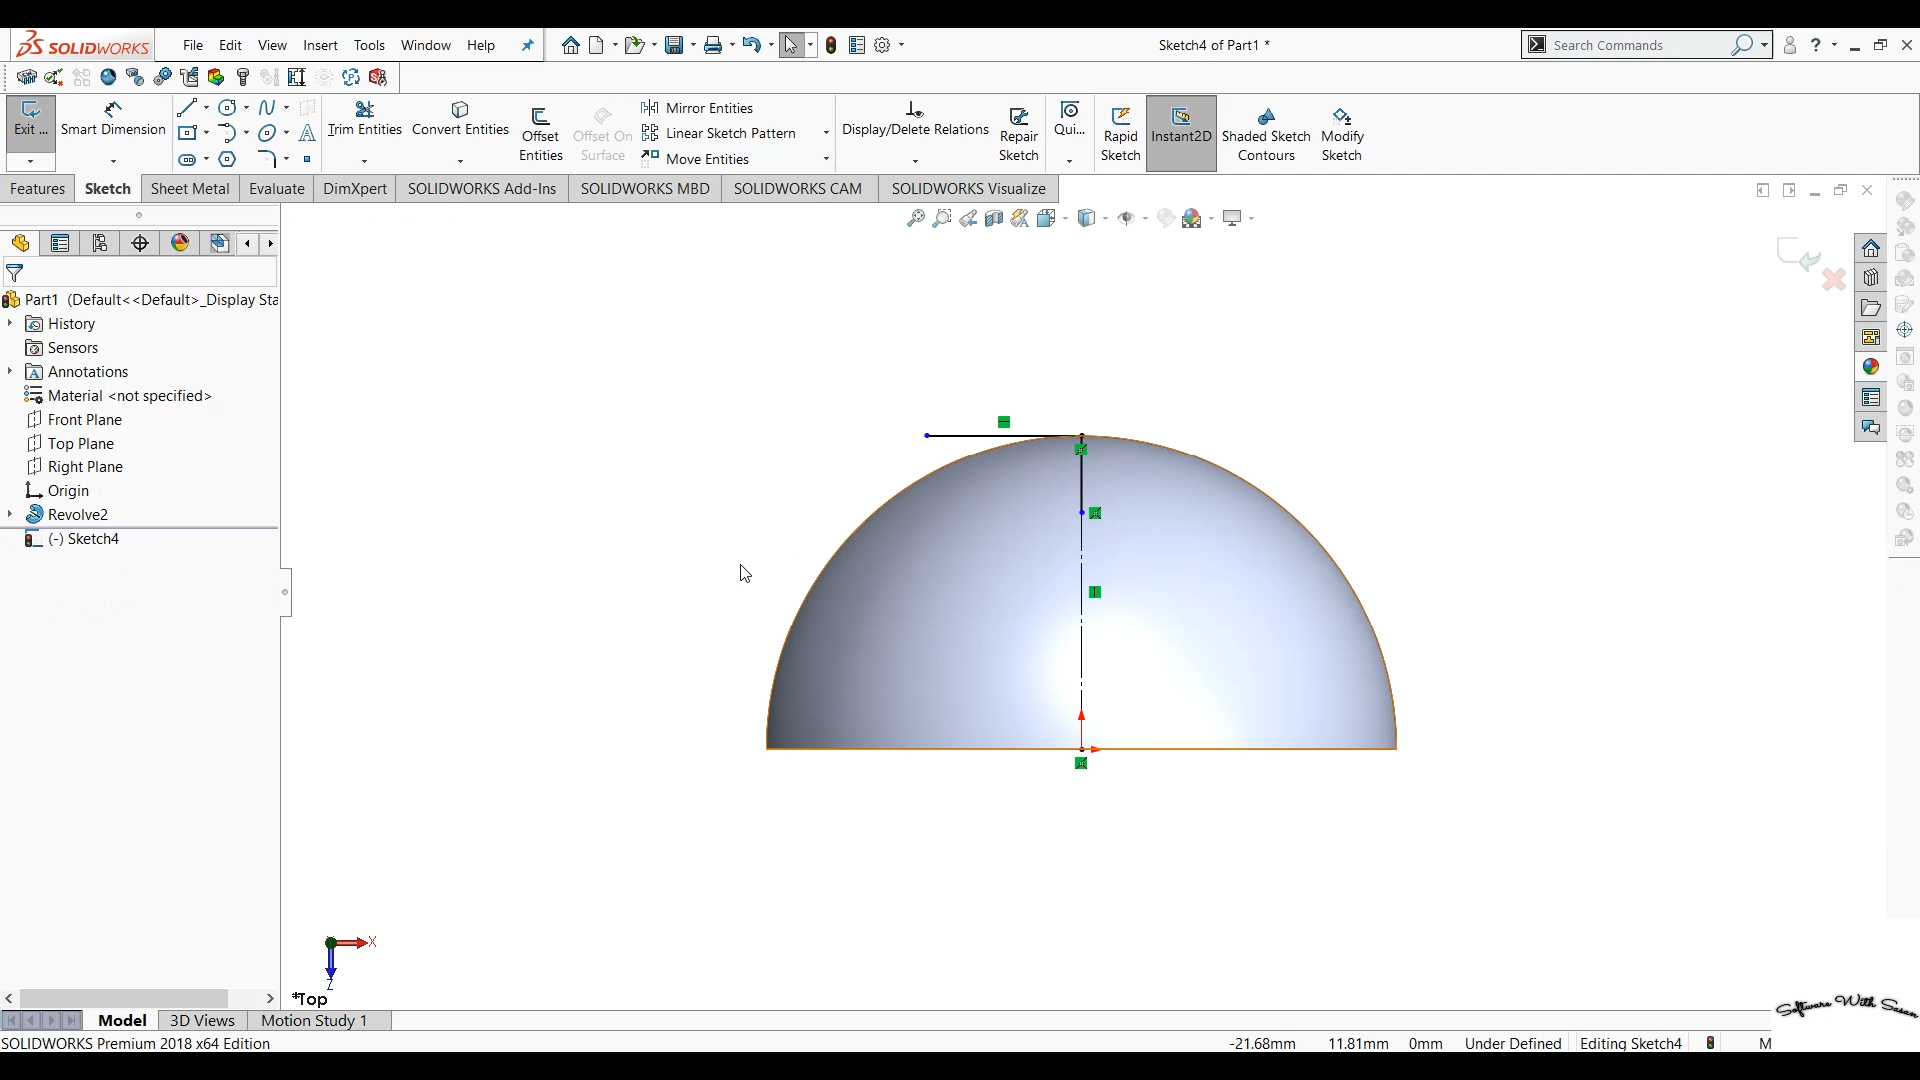 SOLIDWORKS File Edit View Insert Tools Window Help Sketch4 of Part1 * Search Commands ?
Exit ... Smart Dimension Trim Entities Convert Entities Offset Entities Offset On Surface Mirror Entities Display/Delete Relations Repair Sketch Qui... Rapid Sketch Instant2D Shaded Sketch Contours Modify Sketch
Linear Sketch Pattern
Move Entities
Features Sketch Sheet Metal Evaluate DimXpert SOLIDWORKS Add-Ins SOLIDWORKS MBD SOLIDWORKS CAM SOLIDWORKS Visualize
Part1 (Default<<Default>_Display Sta
History
Sensors
Annotations
Material <not specified>
Front Plane
Top Plane
Right Plane
Origin
Revolve2
(-) Sketch4
X
Z
*Top
Software With Sasan
Model 3D Views Motion Study 1
SOLIDWORKS Premium 2018 x64 Edition -21.68mm 11.81mm 0mm Under Defined Editing Sketch4 M